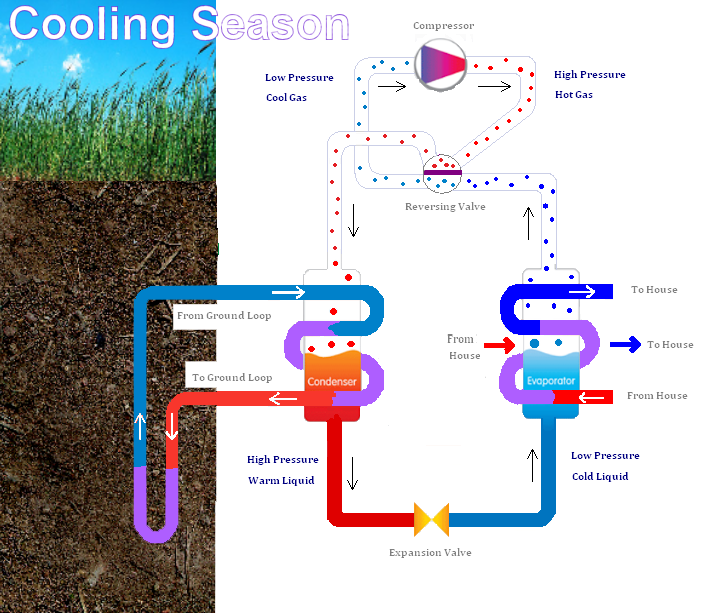 Cooling Season
Compressor
Low Pressure
Cool Gas
High Pressure
Hot Gas
Reversing Valve
From Ground Loop
To House
From
House
To House
To Ground Loop
Condenser
Evaporator
From House
High Pressure
Warm Liquid
Low Pressure
Cold Liquid
Expansion Valve